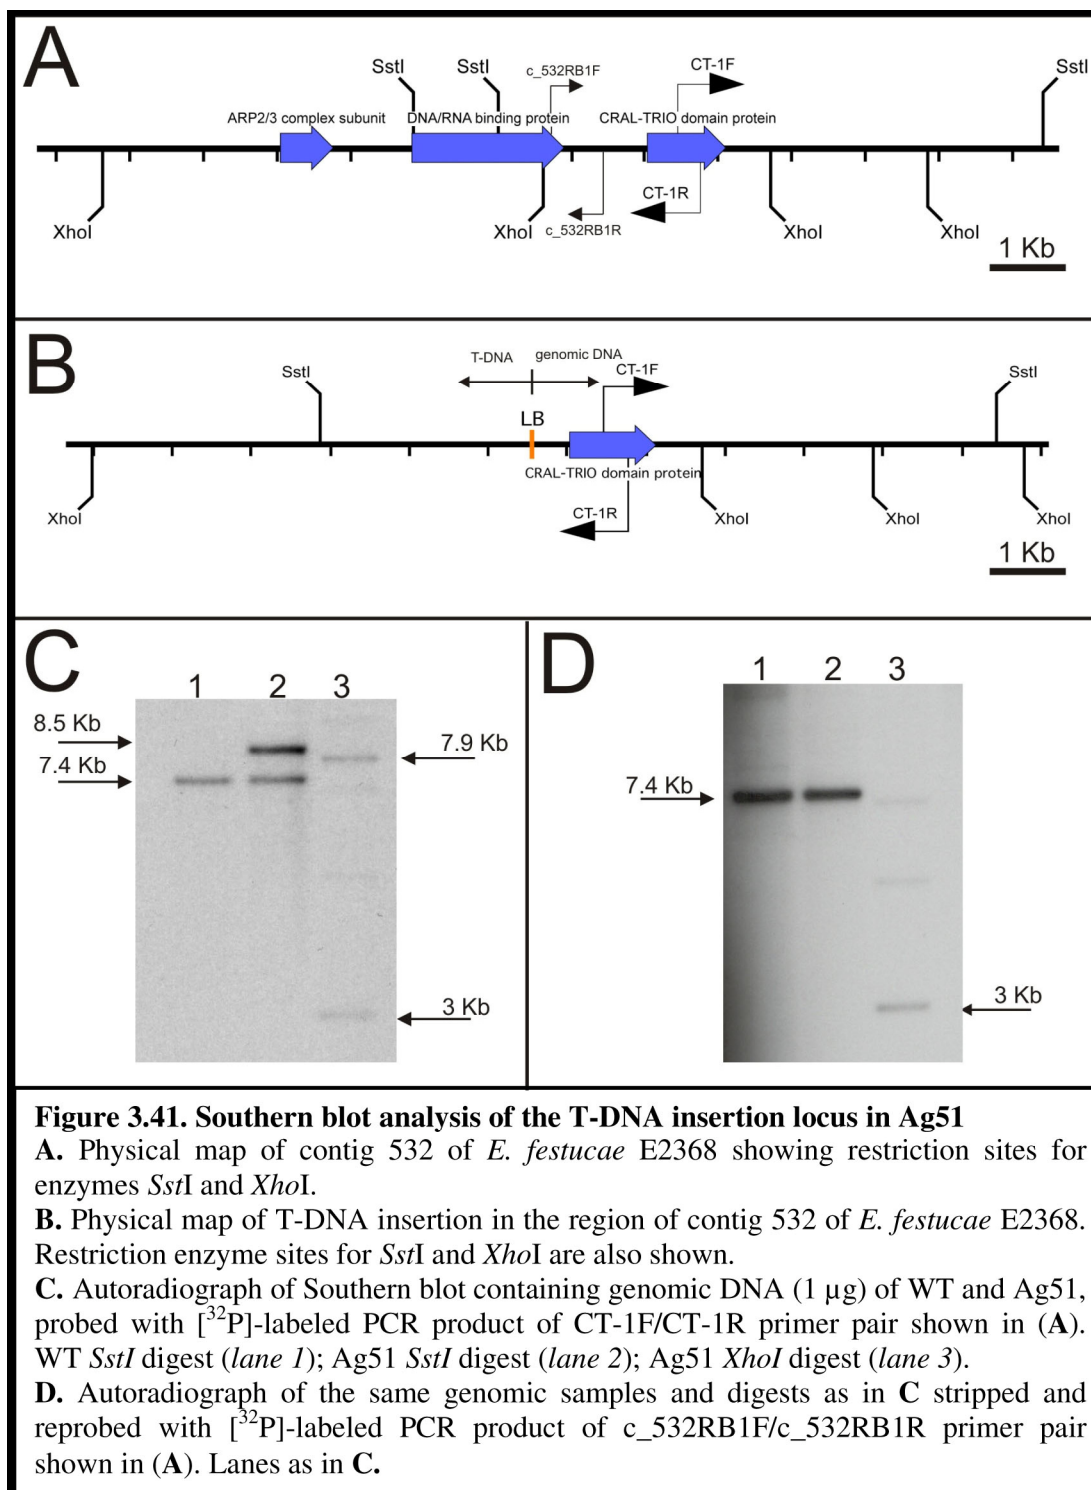 A
SstI
SstI
c_532RB1F
CT-1F
SstI
ARP2/3 complex subunit
DNA/RNA binding protein
CRAL-TRIO domain protein
CT-1R
XhoI
XhoI
c_532RB1R
XhoI
XhoI
1 Kb
B
T-DNA
genomic DNA
SstI
CT-1F
SstI
LB
CRAL-TRIO domain protein
CT-1R
XhoI
XhoI
XhoI
XhoI
1 Kb
C
1 2 3
8.5 Kb
7.9 Kb
7.4 Kb
3 Kb
D
1 2 3
7.4 Kb
3 Kb
Figure 3.41. Southern blot analysis of the T-DNA insertion locus in Ag51
A. Physical map of contig 532 of E. festucae E2368 showing restriction sites for
enzymes SstI and XhoI.
B. Physical map of T-DNA insertion in the region of contig 532 of E. festucae E2368.
Restriction enzyme sites for SstI and XhoI are also shown.
C. Autoradiograph of Southern blot containing genomic DNA (1 µg) of WT and Ag51,
probed with [³²P]-labeled PCR product of CT-1F/CT-1R primer pair shown in (A).
WT SstI digest (lane 1); Ag51 SstI digest (lane 2); Ag51 XhoI digest (lane 3).
D. Autoradiograph of the same genomic samples and digests as in C stripped and
reprobed with [³²P]-labeled PCR product of c_532RB1F/c_532RB1R primer pair
shown in (A). Lanes as in C.